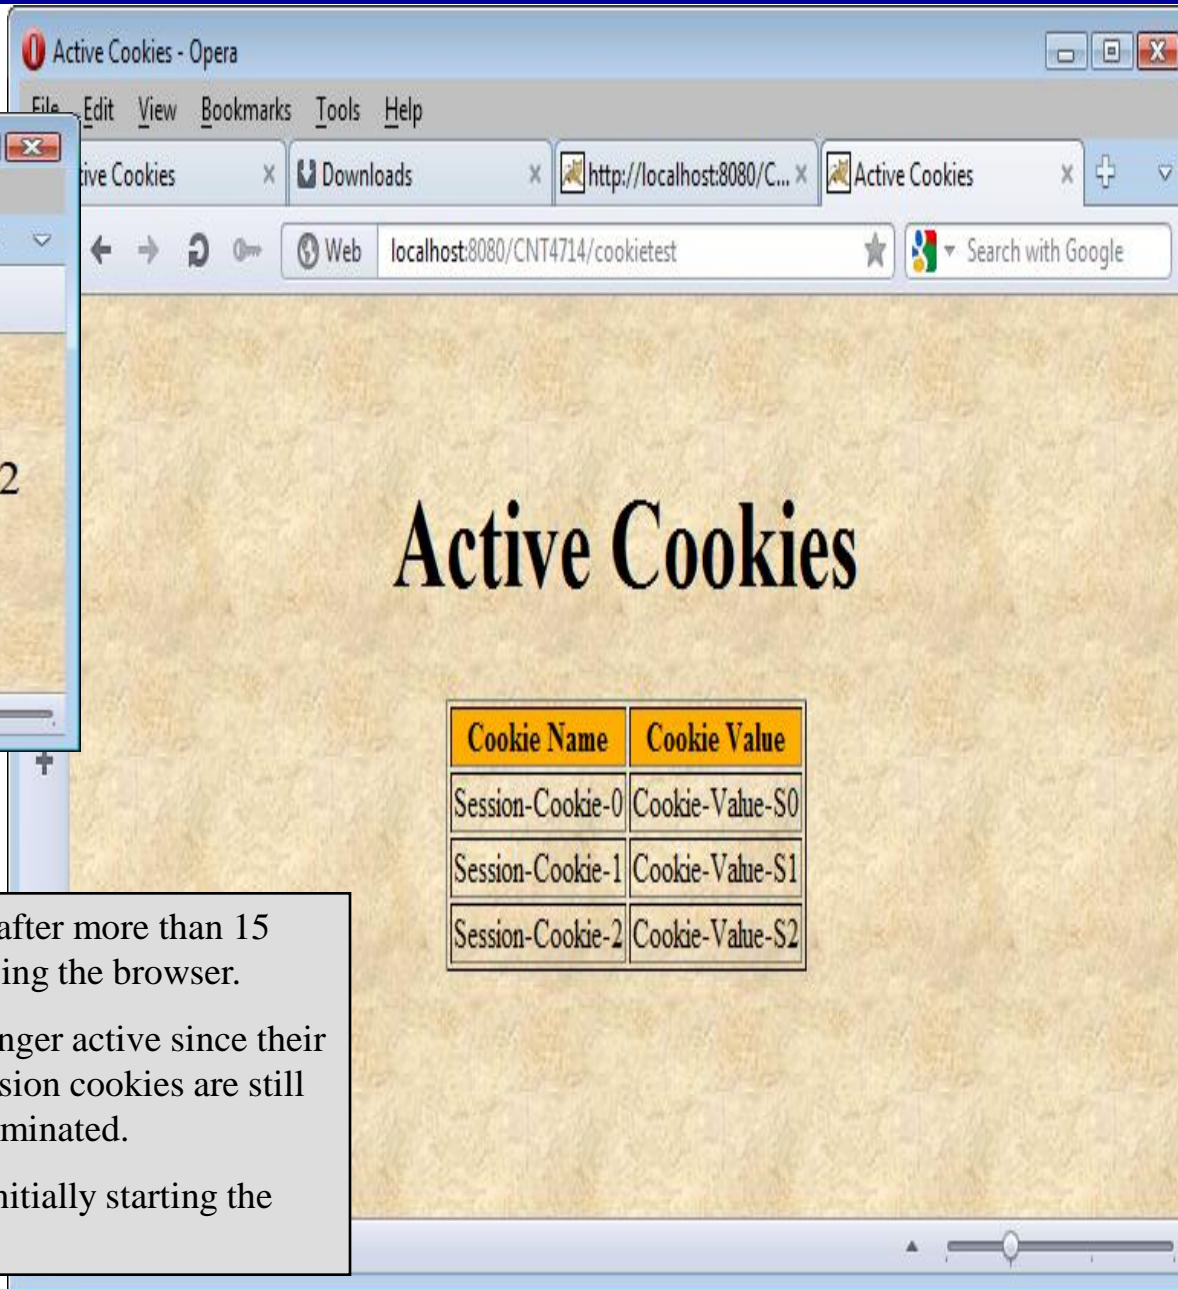 Active Cookies - Opera
File Edit View Bookmarks Tools Help
Cookies
Downloads
http://localhost:8080/C...
Active Cookies
Web
localhost:8080/CNT4714/cookietest
Search with Google
2
Active Cookies
Cookie Name Cookie Value
Session-Cookie-0 Cookie-Value-S0
Session-Cookie-1 Cookie-Value-S1
Session-Cookie-2 Cookie-Value-S2
after more than 15
ing the browser.
nger active since their
sion cookies are still
minated.
nitially starting the